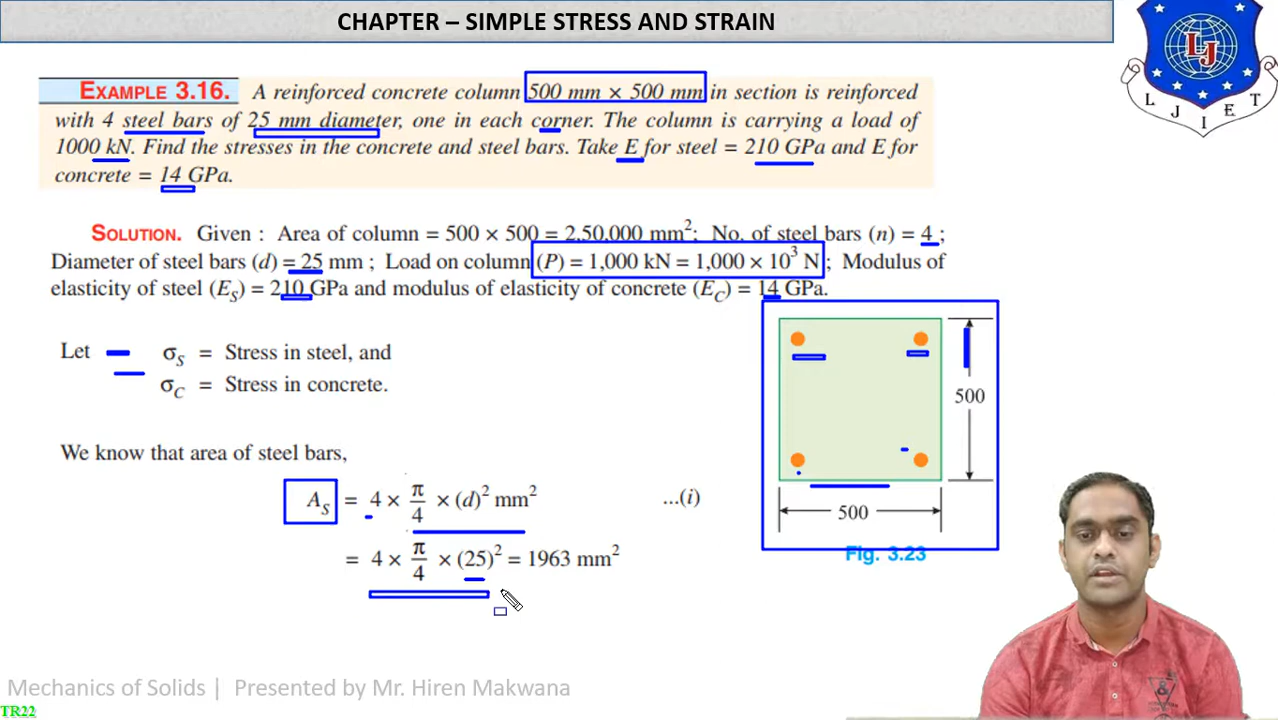 CHAPTER – SIMPLE STRESS AND STRAIN
LJ
L J I E T
EXAMPLE 3.16. A reinforced concrete column 500 mm × 500 mm in section is reinforced
with 4 steel bars of 25 mm diameter, one in each corner. The column is carrying a load of
1000 kN. Find the stresses in the concrete and steel bars. Take E for steel = 210 GPa and E for
concrete = 14 GPa.
SOLUTION. Given : Area of column = 500 × 500 = 2,50,000 mm²; No. of steel bars (n) = 4 ;
Diameter of steel bars (d) = 25 mm ; Load on column (P) = 1,000 kN = 1,000 × 10³ N ; Modulus of
elasticity of steel (E_S) = 210 GPa and modulus of elasticity of concrete (E_C) = 14 GPa.
Let σ_S = Stress in steel, and
σ_C = Stress in concrete.
We know that area of steel bars,
A_S = 4 × π/4 × (d)² mm² ...(i)
= 4 × π/4 × (25)² = 1963 mm²
500
500
Fig. 3.23
Mechanics of Solids | Presented by Mr. Hiren Makwana
TR22